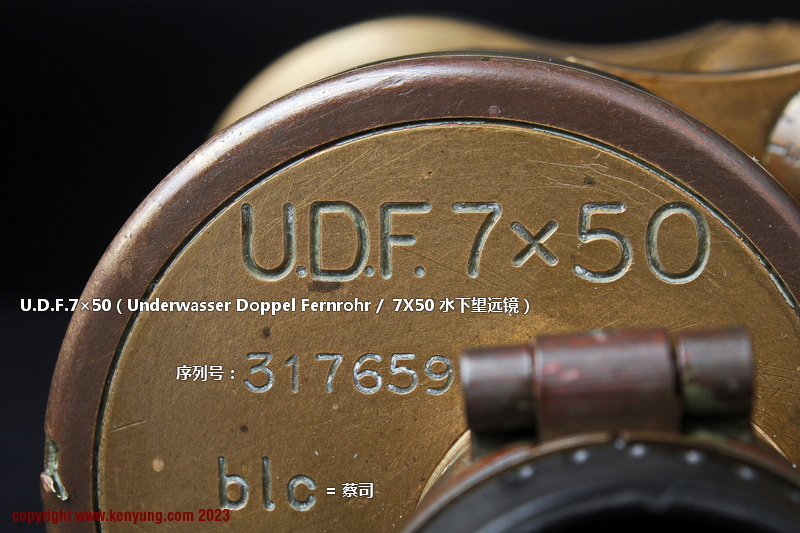 U.D.F. 7×50
U.D.F.7×50 ( Underwasser Doppel Fernrohr / 7X50 水下望远镜 )
序列号 : 317659
blc = 蔡司
copyright www.kenyung.com 2023